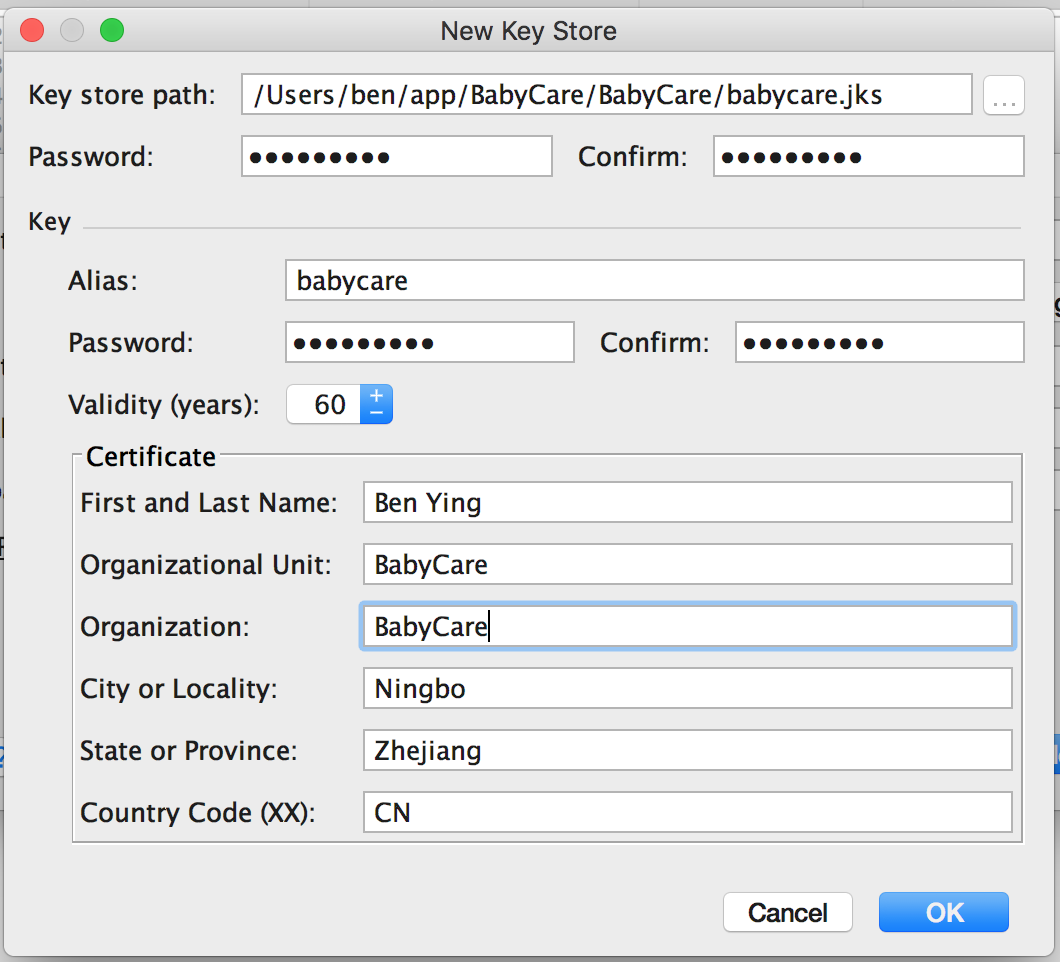 New Key Store
Key store path: /Users/ben/app/BabyCare/BabyCare/babycare.jks ...
Password: ••••••••• Confirm: •••••••••
Key
Alias: babycare
Password: ••••••••• Confirm: •••••••••
Validity (years): 60 + −
Certificate
First and Last Name: Ben Ying
Organizational Unit: BabyCare
Organization: BabyCare
City or Locality: Ningbo
State or Province: Zhejiang
Country Code (XX): CN
Cancel OK